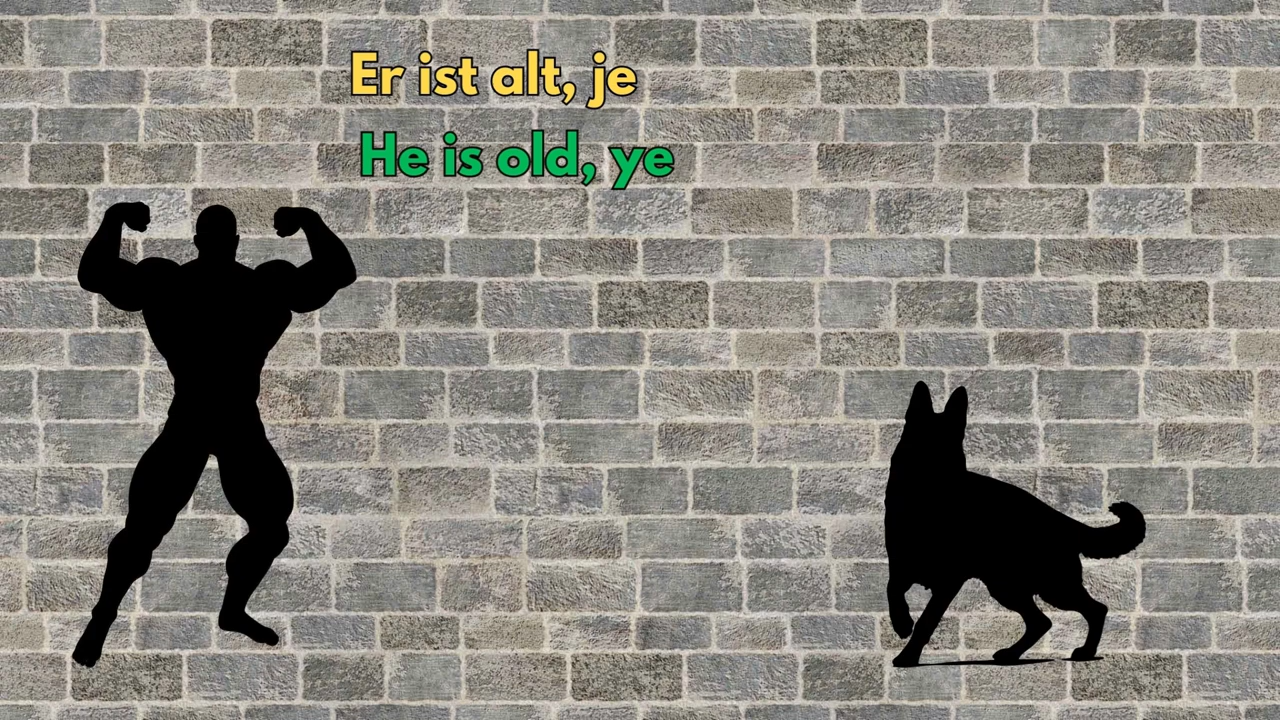 Er ist alt, je
He is old, ye